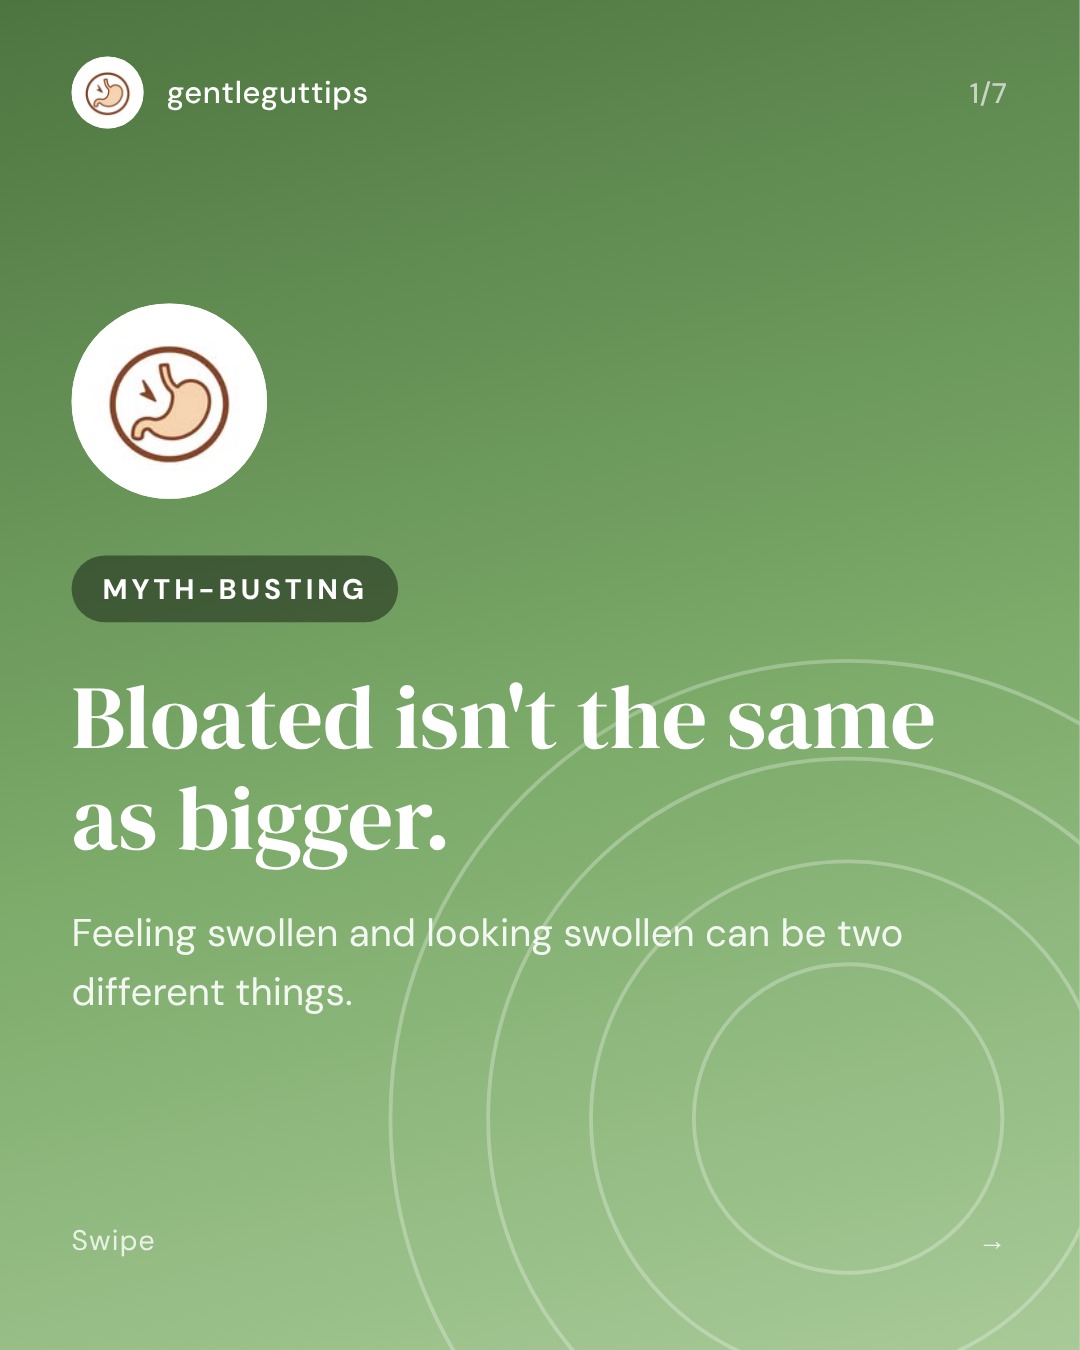 gentleguttips
1/7
MYTH-BUSTING
Bloated isn't the same
as bigger.
Feeling swollen and looking swollen can be two
different things.
Swipe
→